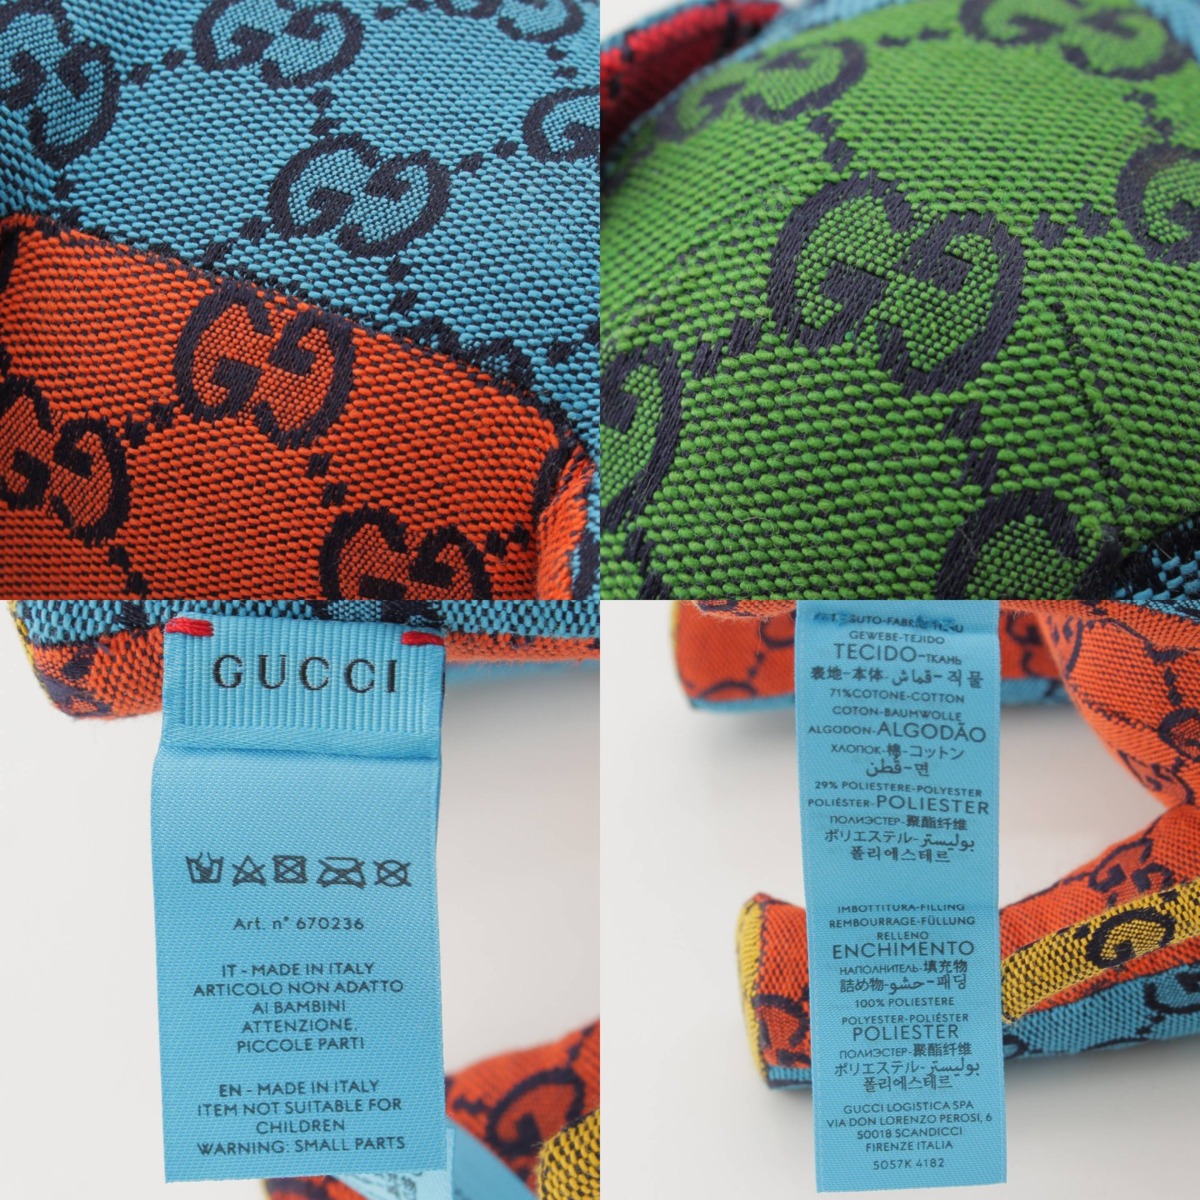 GUCCI
Art. n° 670236
IT - MADE IN ITALY
ARTICOLO NON ADATTO
AI BAMBINI
ATTENZIONE.
PICCOLE PARTI
EN - MADE IN ITALY
ITEM NOT SUITABLE FOR
CHILDREN
WARNING: SMALL PARTS
GEWEBE-TEJIDO
TECIDO-ТКАНЬ
表地-本体-قماش-직물
71%COTONE-COTTON
COTON-BAUMWOLLE
ALGODON-ALGODÃO
ХЛОПОК-棉-コットン
قطن-면
29% POLIESTERE-POLYESTER
POLIÉSTER-POLIESTER
ПОЛИЭСТЕР-聚酯纤维
ボリエステル-بوليستر
폴리에스테르
IMBOTTITURA-FILLING
REMBOURRAGE-FÜLLUNG
RELLENO
ENCHIMENTO
НАПОЛНИТЕЛЬ-填充物
詰め物-حشو-패딩
100% POLIESTERE
POLYESTER-POLIÉSTER
POLIESTER
ПОЛИЭСТЕР-聚酯纤维
ボリエステル-بوليستر
폴리에스테르
GUCCI LOGISTICA SPA
VIA DON LORENZO PEROSI, 6
50018 SCANDICCI
FIRENZE ITALIA
5057K 4182